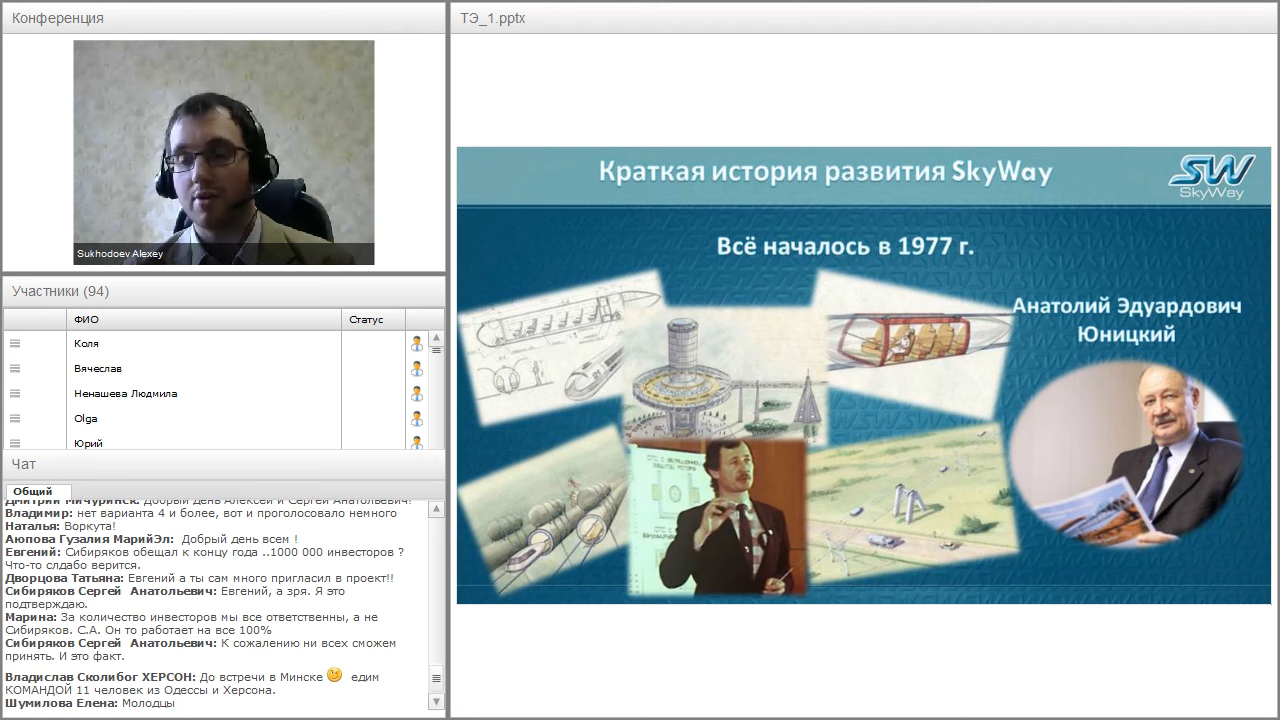 Конференция
Sukhodoev Alexey
Участники (94)
ФИО
Статус
Коля
Вячеслав
Ненашева Людмила
Olga
Юрий
Чат
Общий
Дмитрий Мичуринск: Добрый день Алексей и Сергей Анатольевич!
Владимир: нет варианта 4 и более, вот и проголосовало немного
Наталья: Воркута!
Аюпова Гузалия МарийЭл: Добрый день всем !
Евгений: Сибиряков обещал к концу года ..1000 000 инвесторов ?
Что-то слдабо верится.
Дворцова Татьяна: Евгений а ты сам много пригласил в проект!!
Сибиряков Сергей Анатольевич: Евгений, а зря. Я это
подтверждаю.
Марина: За количество инвесторов мы все ответственны, а не
Сибиряков. С.А. Он то работает на все 100%
Сибиряков Сергей Анатольевич: К сожалению ни всех сможем
принять. И это факт.
Владислав Сколибог ХЕРСОН: До встречи в Минске едим
КОМАНДОЙ 11 человек из Одессы и Херсона.
Шумилова Елена: Молодцы
ТЭ_1.pptx
Краткая история развития SkyWay
SW
SkyWay
Всё началось в 1977 г.
Анатолий Эдуардович
Юницкий